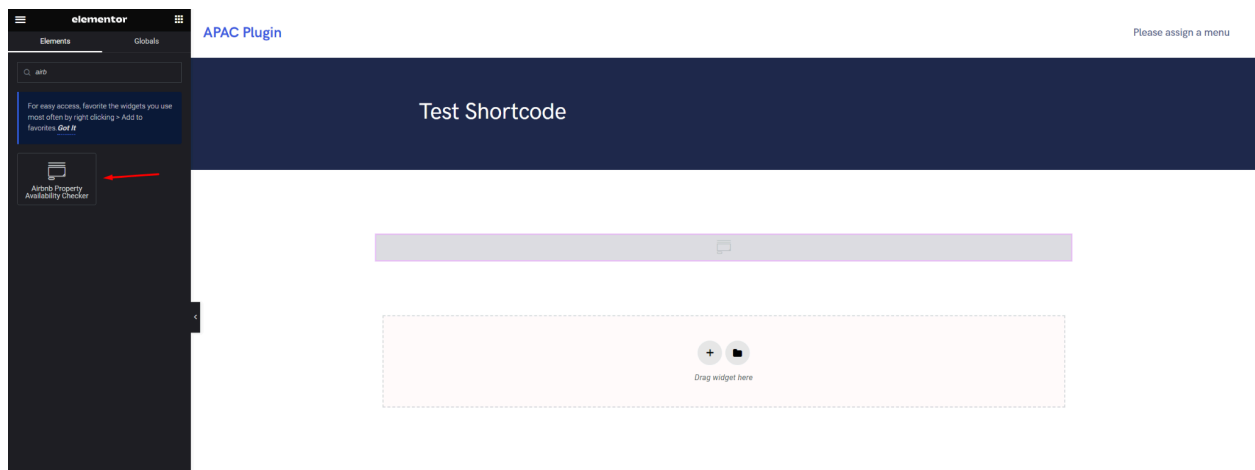 elementor
Elements
Globals
airb
For easy access, favorite the widgets you use
most often by right clicking > Add to
favorites. Got It
Airbnb Property
Availability Checker
APAC Plugin
Please assign a menu
Test Shortcode
Drag widget here